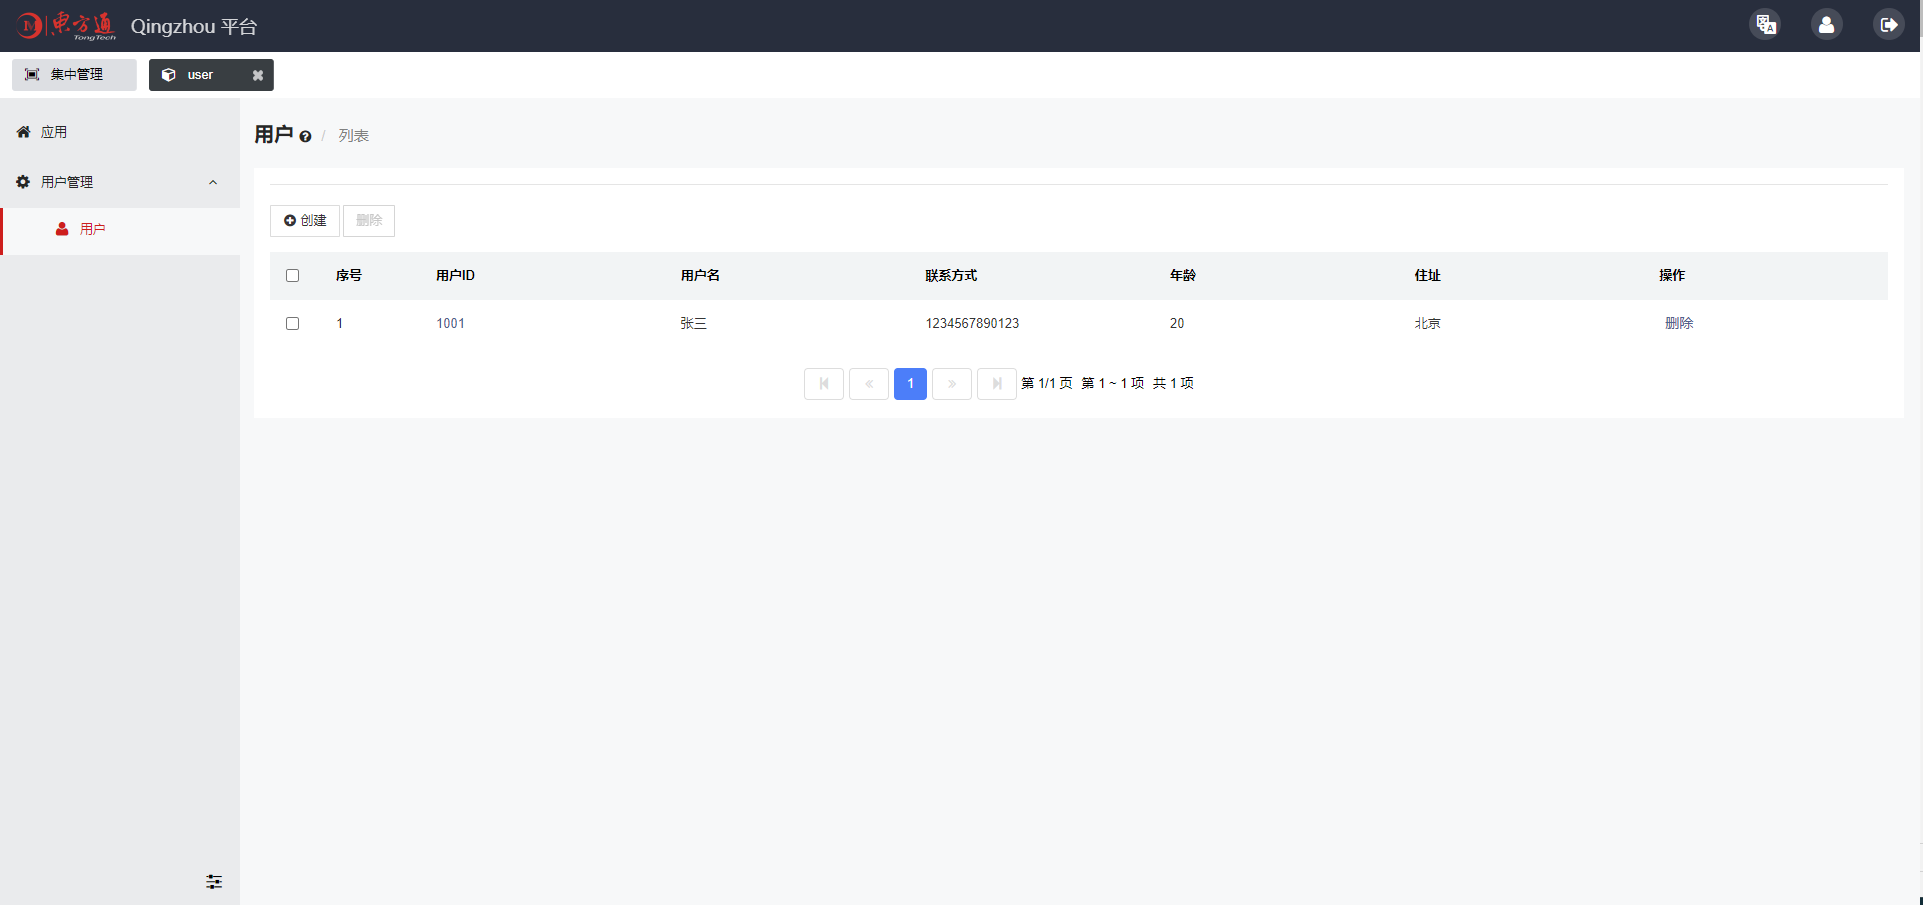 東方通 TongTech Qingzhou 平台
集中管理 user
应用
用户管理
用户
用户 / 列表
创建 删除
序号 用户ID 用户名 联系方式 年龄 住址 操作
1 1001 张三 1234567890123 20 北京 删除
1 第 1/1 页 第 1 ~ 1 项 共 1 项